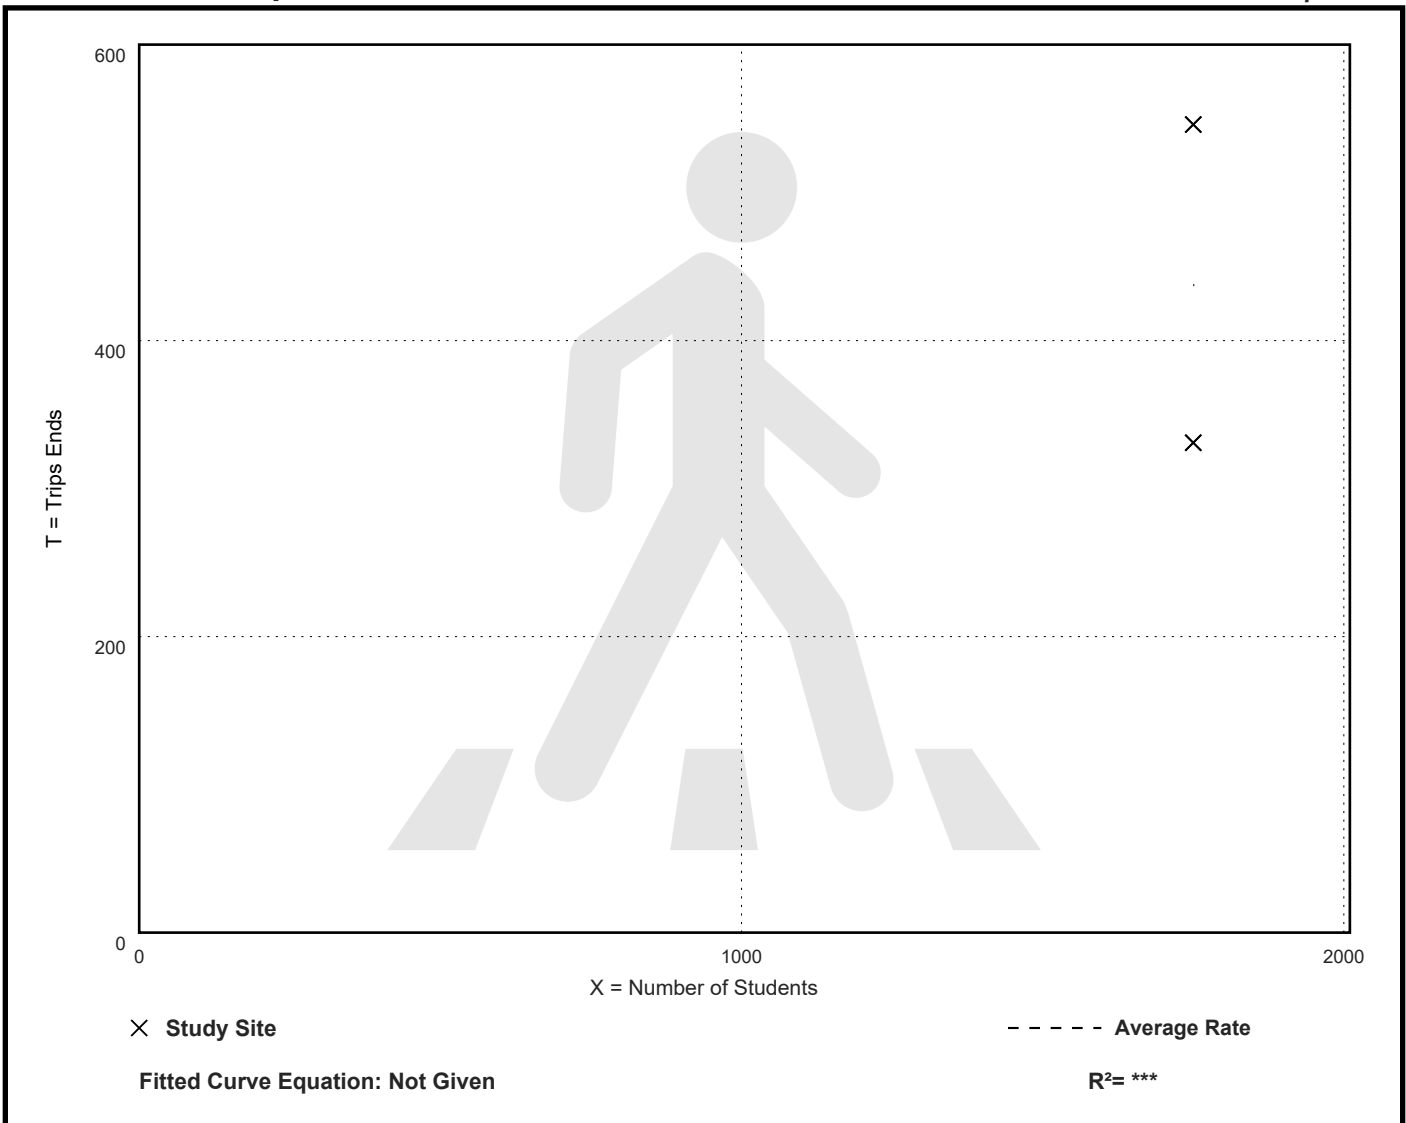 600
400
200
0
T = Trips Ends
0 1000 2000
X = Number of Students
Study Site
Average Rate
Fitted Curve Equation: Not Given
R²= ***